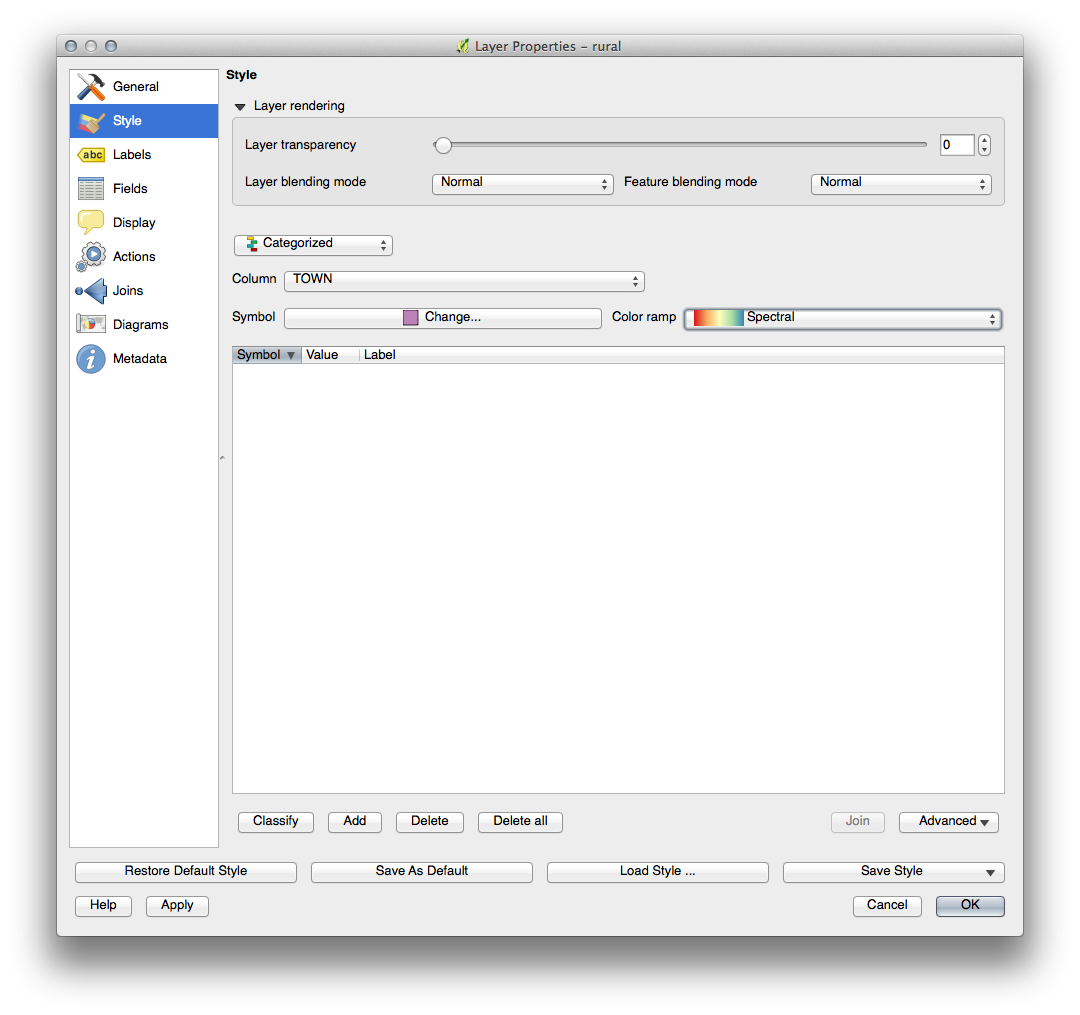 Layer Properties – rural
General
Style
Labels
Fields
Display
Actions
Joins
Diagrams
Metadata
Style
Layer rendering
Layer transparency 0
Layer blending mode Normal Feature blending mode Normal
Categorized
Column TOWN
Symbol Change... Color ramp Spectral
Symbol Value Label
Classify Add Delete Delete all Join Advanced
Restore Default Style Save As Default Load Style ... Save Style
Help Apply Cancel OK
abc
i